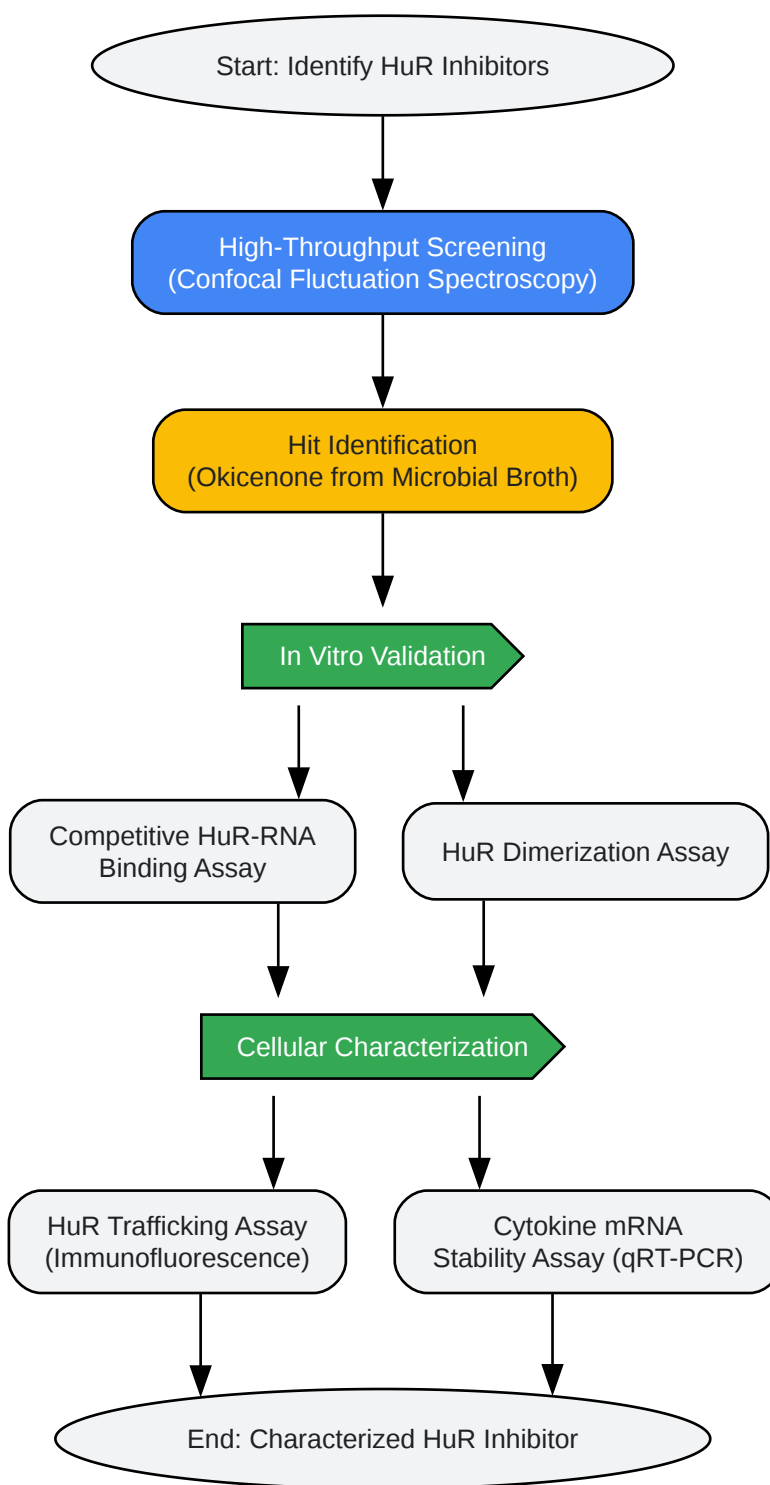 Start: Identify HuR Inhibitors
High-Throughput Screening
(Confocal Fluctuation Spectroscopy)
Hit Identification
(Okicenone from Microbial Broth)
In Vitro Validation
Competitive HuR-RNA
Binding Assay
HuR Dimerization Assay
Cellular Characterization
HuR Trafficking Assay
(Immunofluorescence)
Cytokine mRNA
Stability Assay (qRT-PCR)
End: Characterized HuR Inhibitor